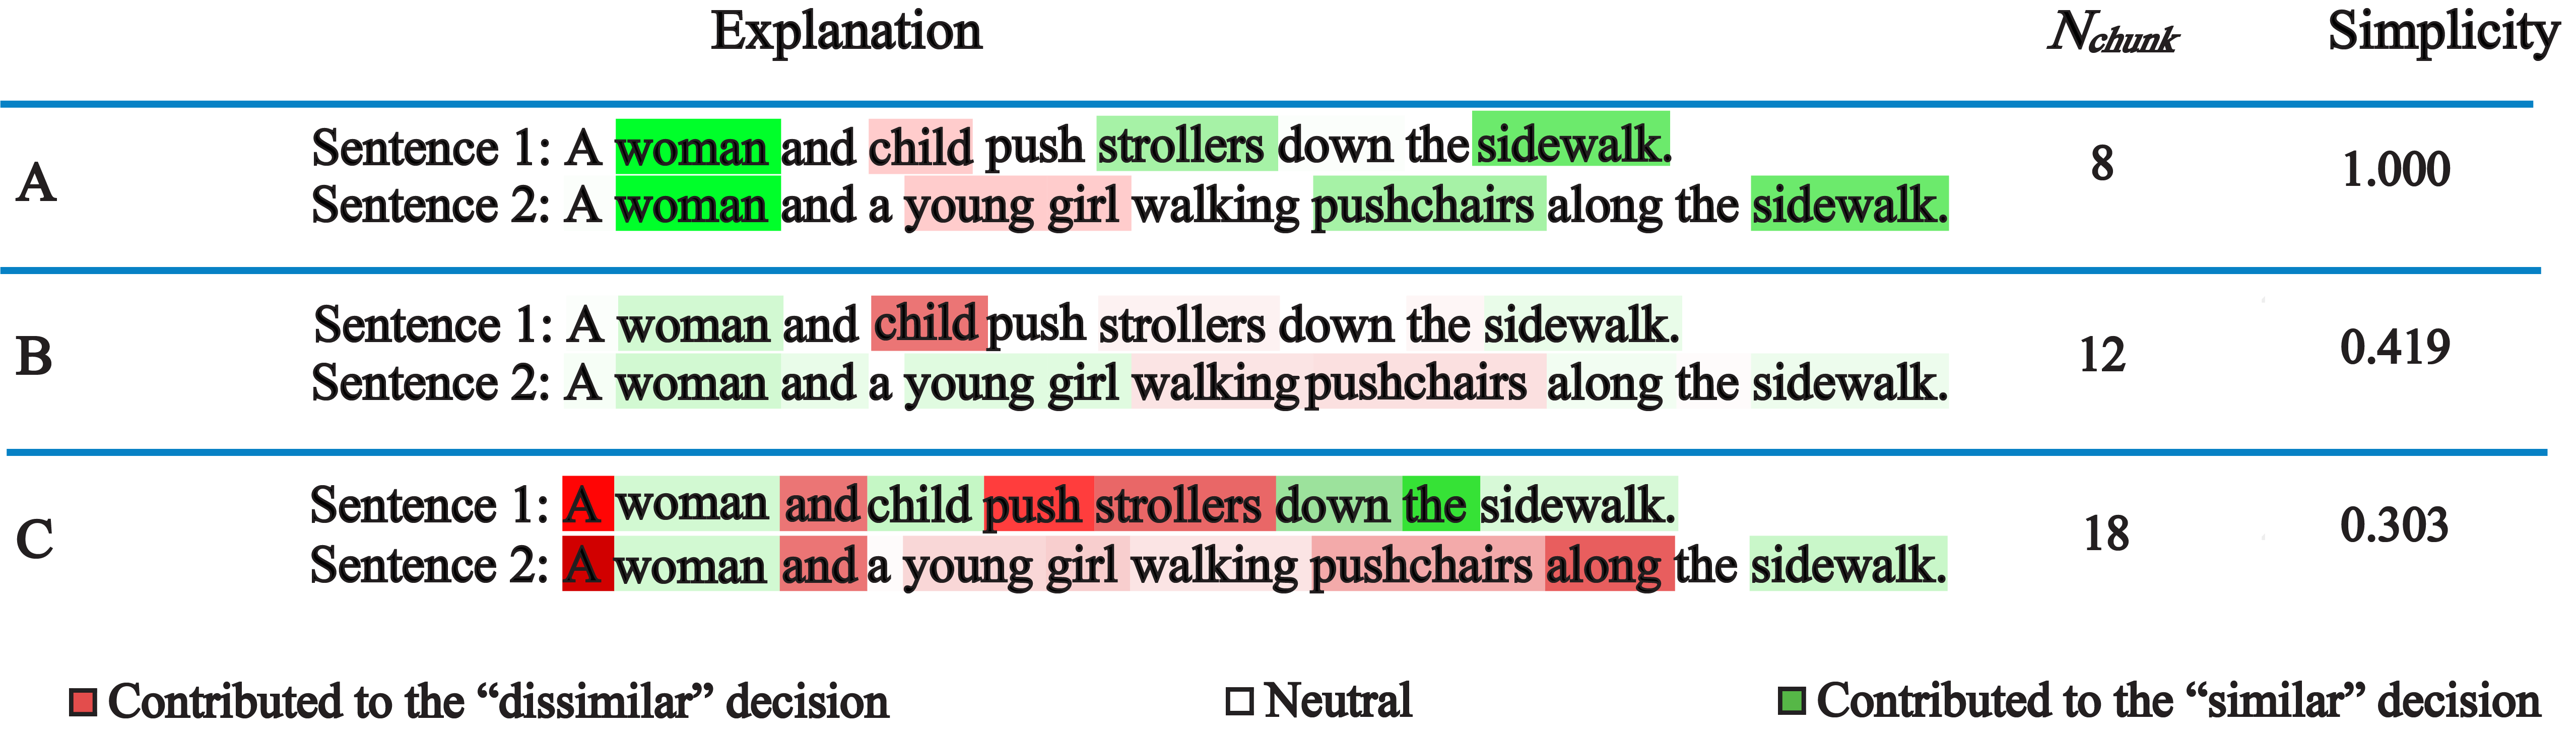 Explanation N_chunk Simplicity
A
Sentence 1: A woman and child push strollers down the sidewalk.
Sentence 2: A woman and a young girl walking pushchairs along the sidewalk.
8 1.000
B
Sentence 1: A woman and child push strollers down the sidewalk.
Sentence 2: A woman and a young girl walking pushchairs along the sidewalk.
12 0.419
C
Sentence 1: A woman and child push strollers down the sidewalk.
Sentence 2: A woman and a young girl walking pushchairs along the sidewalk.
18 0.303
Contributed to the “dissimilar” decision Neutral Contributed to the “similar” decision